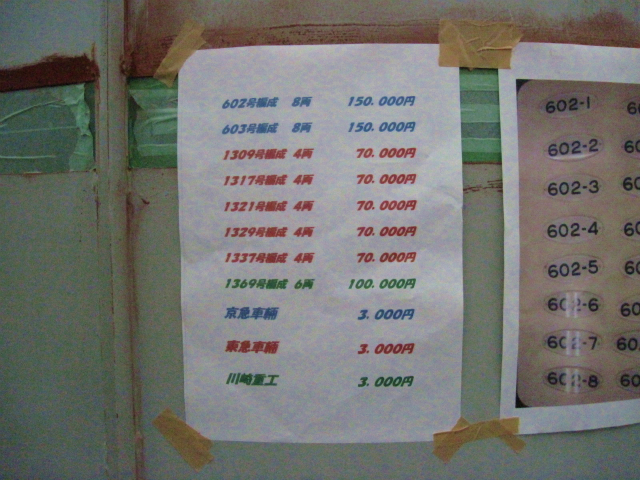 602号編成 8両 150.000円
603号編成 8両 150.000円
1309号編成 4両 70.000円
1317号編成 4両 70.000円
1321号編成 4両 70.000円
1329号編成 4両 70.000円
1337号編成 4両 70.000円
1369号編成 6両 100.000円
京急車輛 3.000円
東急車輛 3.000円
川崎重工 3.000円
602-1 60
602-2 60
602-3 60
602-4 60
602-5 60
602-6 60
602-7 60
602-8 60